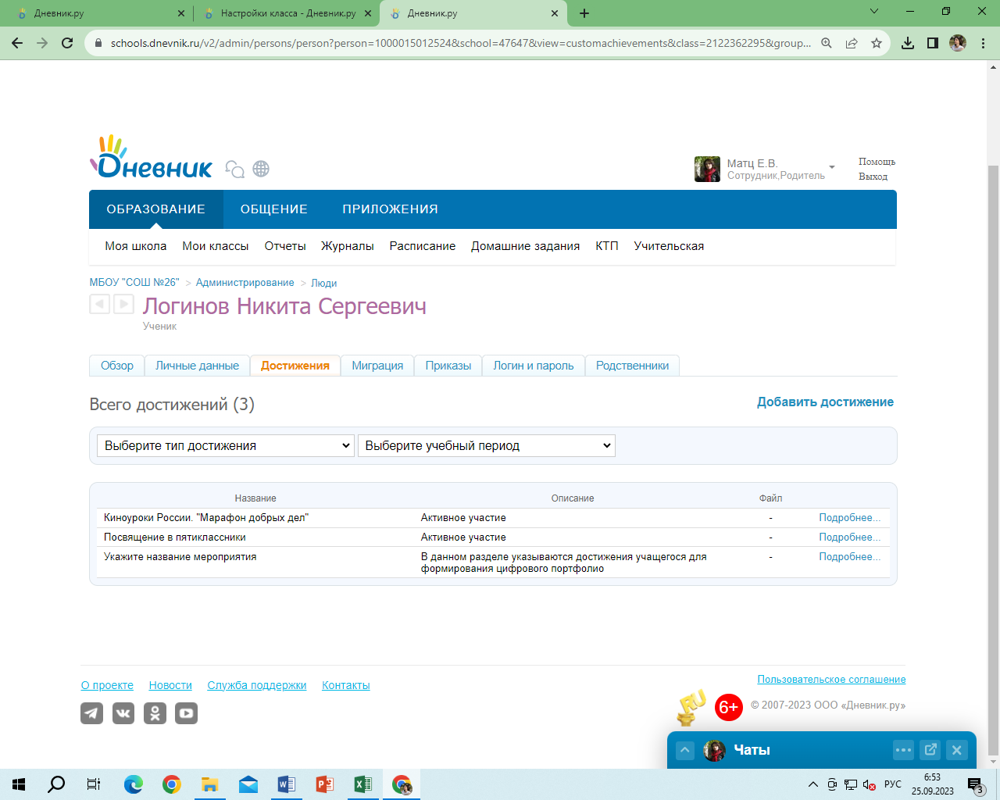 Дневник.ру
Настройки класса - Дневник.ру
Дневник.ру
schools.dnevnik.ru/v2/admin/persons/person?person=1000015012524&school=47647&view=customachievements&class=2122362295&group...
Дневник
Матц Е.В.
Сотрудник,Родитель
Помощь
Выход
ОБРАЗОВАНИЕ ОБЩЕНИЕ ПРИЛОЖЕНИЯ
Моя школа Мои классы Отчеты Журналы Расписание Домашние задания КТП Учительская
МБОУ "СОШ №26" > Администрирование > Люди
Логинов Никита Сергеевич
Ученик
Обзор Личные данные Достижения Миграция Приказы Логин и пароль Родственники
Всего достижений (3) Добавить достижение
Выберите тип достижения Выберите учебный период
Название Описание Файл
Киноуроки России. "Марафон добрых дел" Активное участие - Подробнее...
Посвящение в пятиклассники Активное участие - Подробнее...
Укажите название мероприятия В данном разделе указываются достижения учащегося для - Подробнее...
формирования цифрового портфолио
О проекте Новости Служба поддержки Контакты
Пользовательское соглашение
RU 6+ © 2007-2023 ООО «Дневник.ру»
Чаты
РУС
6:53
25.09.2023
3